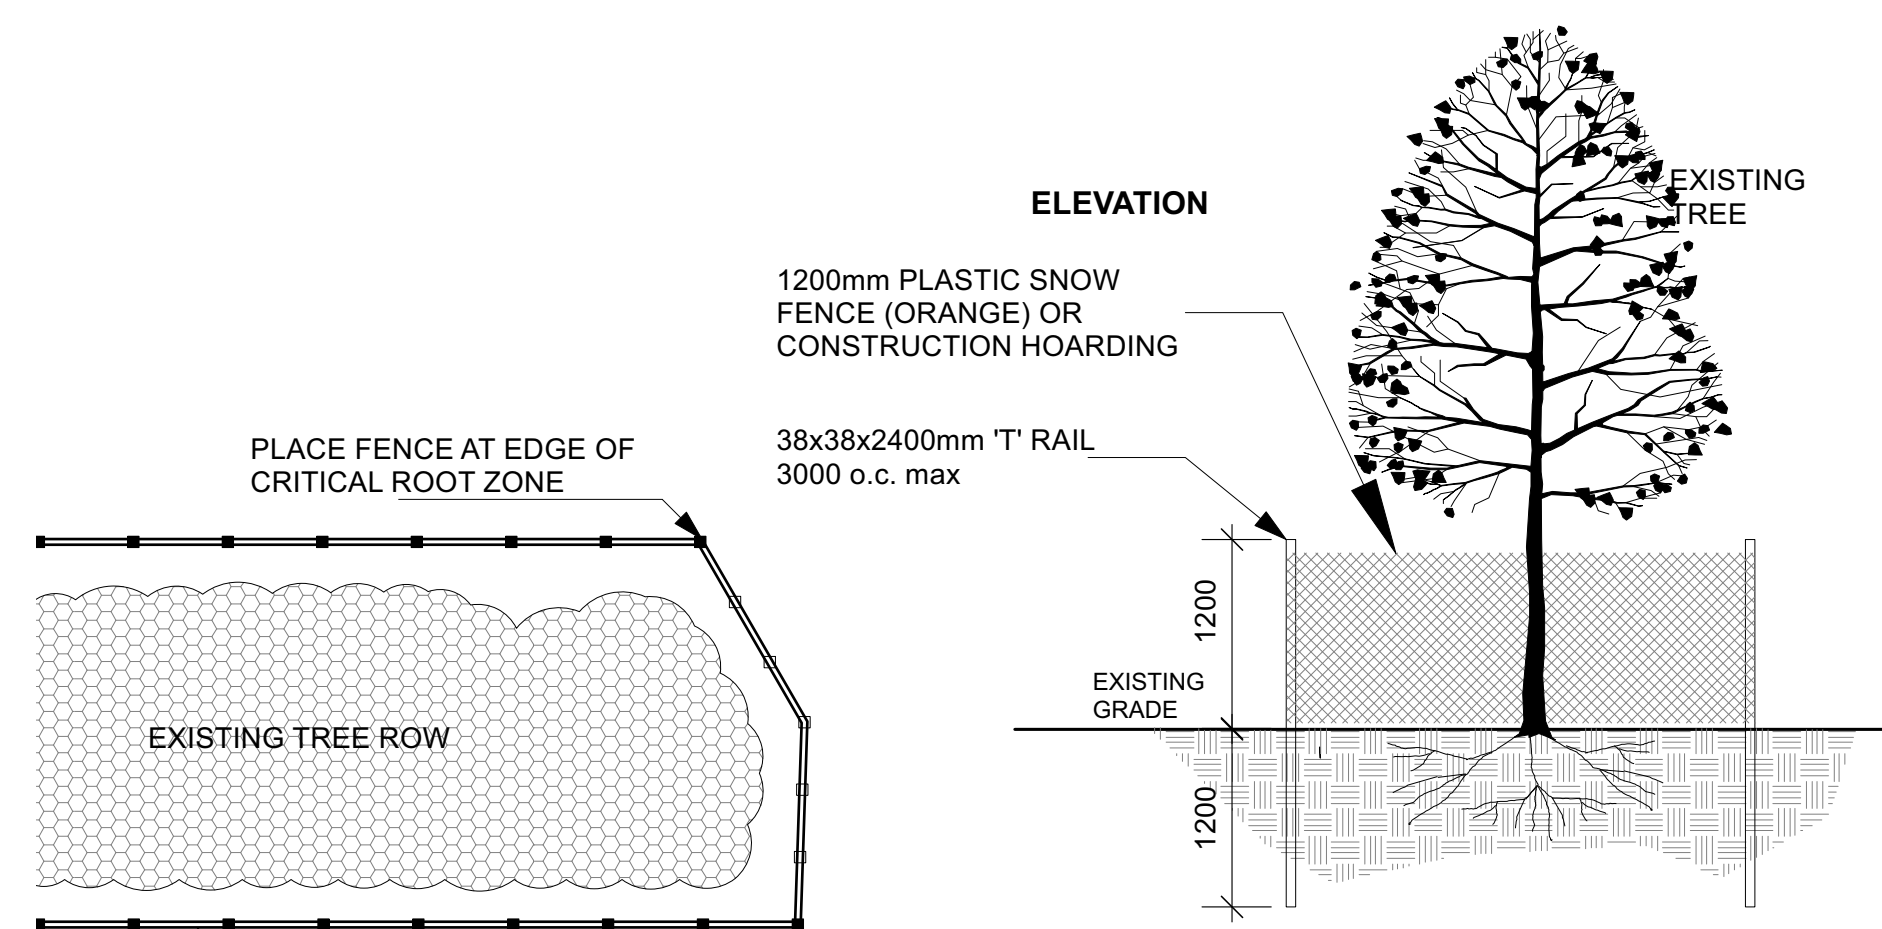 ELEVATION
EXISTING
TREE
1200mm PLASTIC SNOW
FENCE (ORANGE) OR
CONSTRUCTION HOARDING
38x38x2400mm 'T' RAIL
3000 o.c. max
PLACE FENCE AT EDGE OF
CRITICAL ROOT ZONE
1200
EXISTING
GRADE
EXISTING TREE ROW
1200